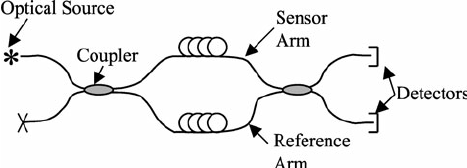 Optical Source
Coupler
Sensor
Arm
Detectors
Reference
Arm